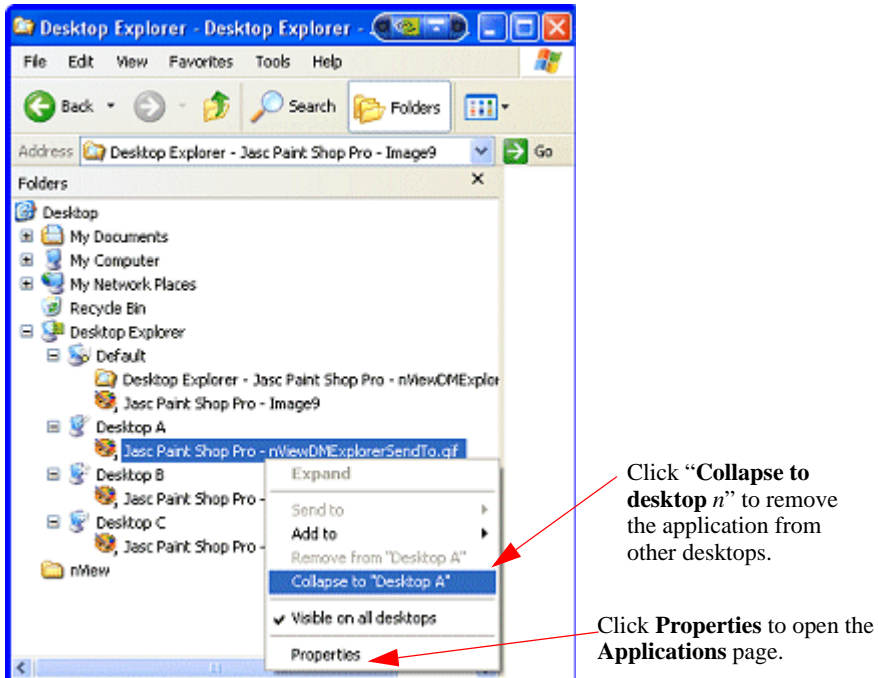 Desktop Explorer - Desktop Explorer -
File Edit View Favorites Tools Help
Back Search Folders
Address Desktop Explorer - Jasc Paint Shop Pro - Image9 Go
Folders
Desktop
My Documents
My Computer
My Network Places
Recycle Bin
Desktop Explorer
Default
Desktop Explorer - Jasc Paint Shop Pro - nViewDMExplor
Jasc Paint Shop Pro - Image9
Desktop A
Jasc Paint Shop Pro - nViewDMExplorerSendTo.gif
Desktop B
Jasc Paint Shop Pro -
Desktop C
Jasc Paint Shop Pro -
nView
Expand
Send to
Add to
Remove from "Desktop A"
Collapse to "Desktop A"
Visible on all desktops
Properties
Click “Collapse to
desktop n” to remove
the application from
other desktops.
Click Properties to open the
Applications page.